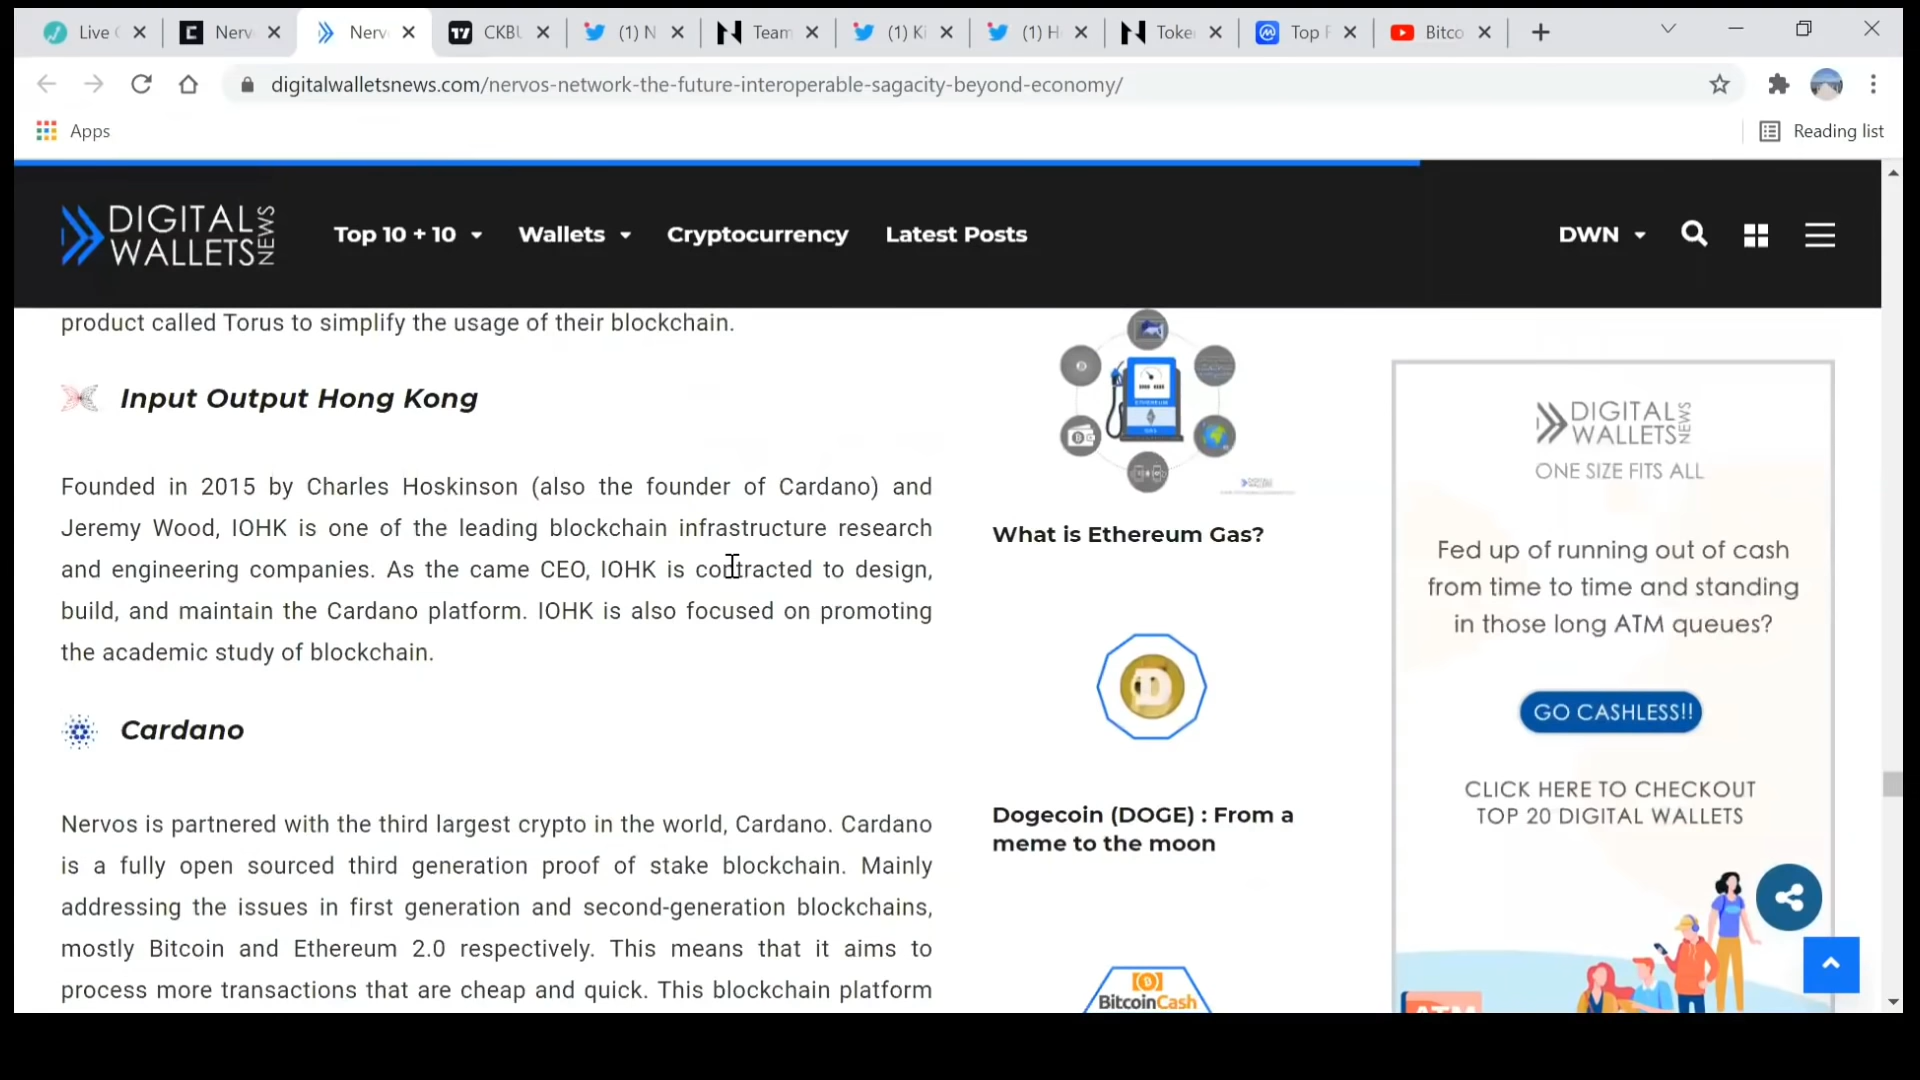 Live
Nerv
Nerv
CKBU
(1) N
Team
(1) Ki
(1) H
Toke
Top
Bitco
digitalwalletsnews.com/nervos-network-the-future-interoperable-sagacity-beyond-economy/
Apps
Reading list
DIGITAL WALLETS NEWS
Top 10 + 10
Wallets
Cryptocurrency
Latest Posts
DWN
product called Torus to simplify the usage of their blockchain.
Input Output Hong Kong
Founded in 2015 by Charles Hoskinson (also the founder of Cardano) and
Jeremy Wood, IOHK is one of the leading blockchain infrastructure research
and engineering companies. As the came CEO, IOHK is contracted to design,
build, and maintain the Cardano platform. IOHK is also focused on promoting
the academic study of blockchain.
Cardano
Nervos is partnered with the third largest crypto in the world, Cardano. Cardano
is a fully open sourced third generation proof of stake blockchain. Mainly
addressing the issues in first generation and second-generation blockchains,
mostly Bitcoin and Ethereum 2.0 respectively. This means that it aims to
process more transactions that are cheap and quick. This blockchain platform
What is Ethereum Gas?
Dogecoin (DOGE) : From a
meme to the moon
BitcoinCash
DIGITAL WALLETS NEWS
ONE SIZE FITS ALL
Fed up of running out of cash
from time to time and standing
in those long ATM queues?
GO CASHLESS!!
CLICK HERE TO CHECKOUT
TOP 20 DIGITAL WALLETS
ATM